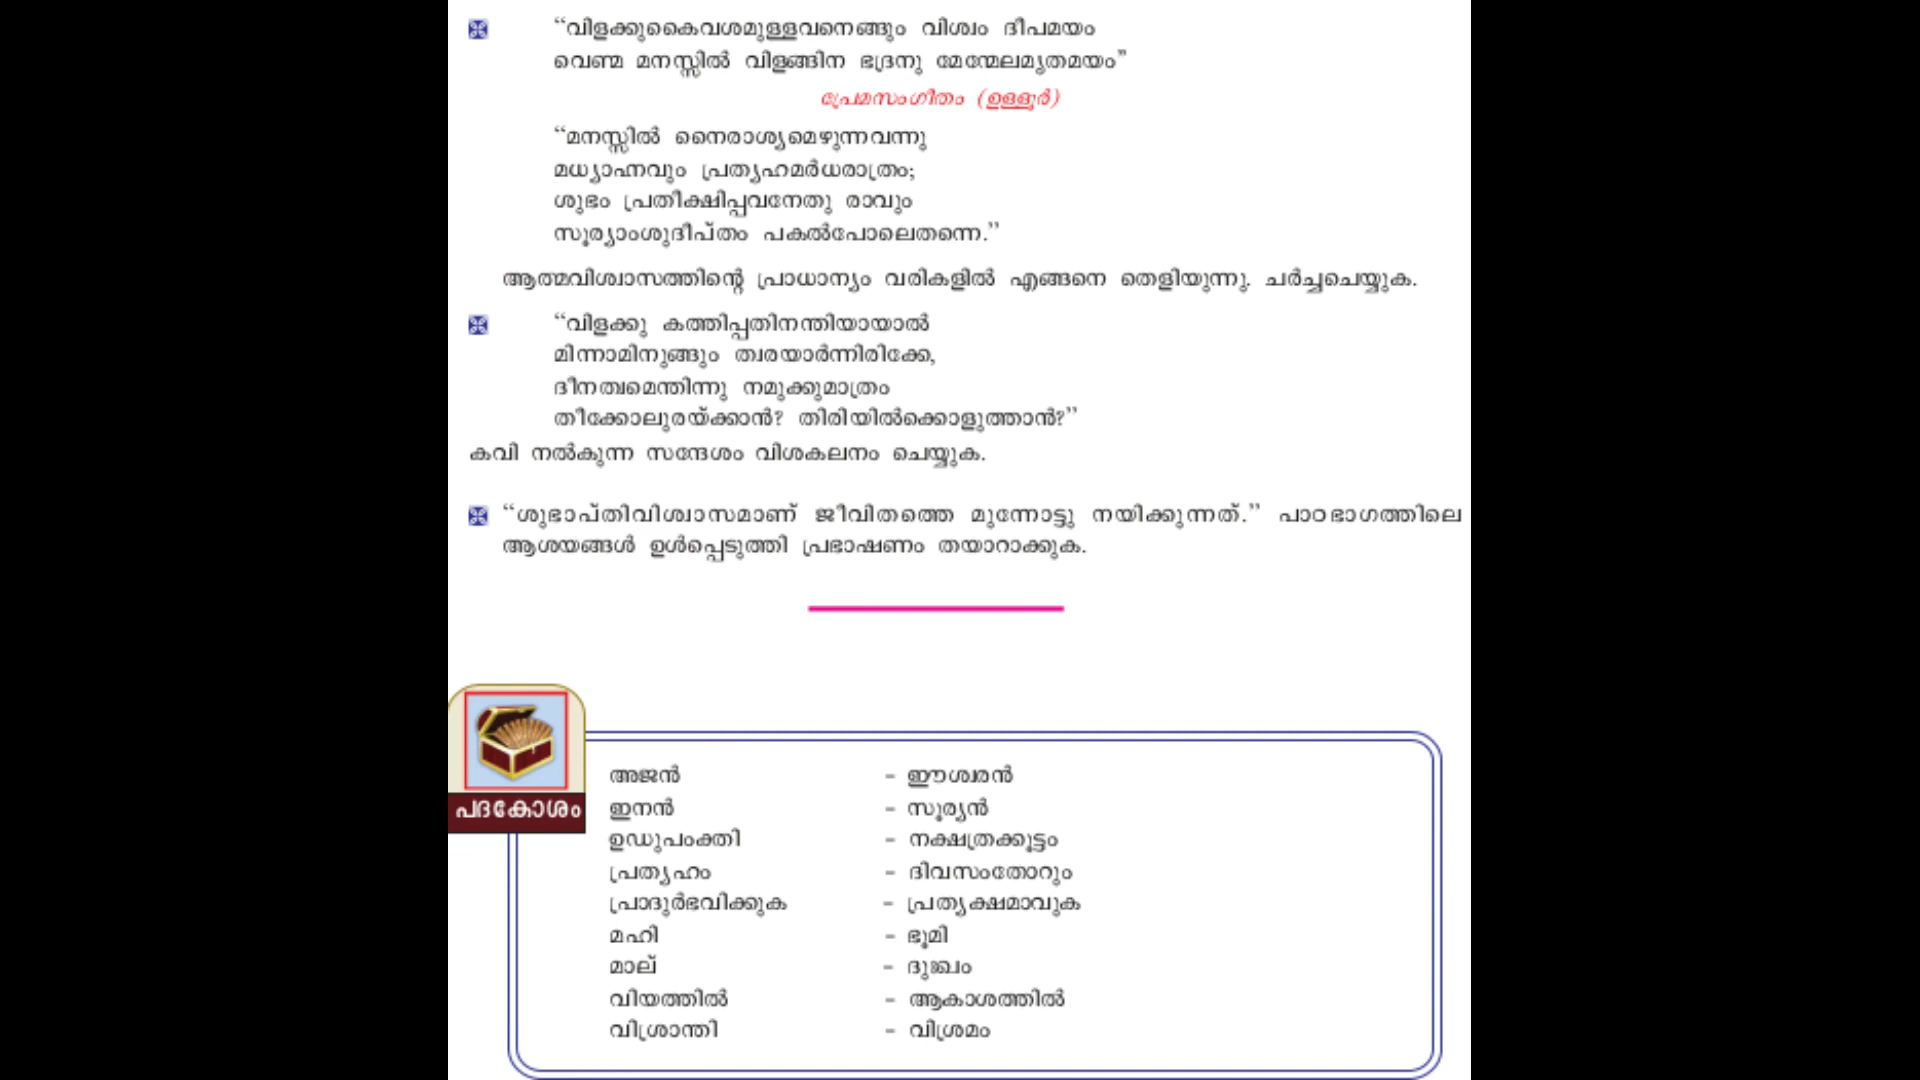 “വിളക്കുകൈവശമുള്ളവനെങ്ങും വിശ്വം ദീപമയം
വെണ്മ മനസ്സിൽ വിളങ്ങിന ഭദ്രനു മേന്മേലമൃതമയം”
പ്രേമസംഗീതം (ഉള്ളൂർ)
“മനസ്സിൽ നൈരാശ്യമെഴുന്നവന്നു
മധ്യാഹ്നവും പ്രത്യഹമർധരാത്രം;
ശുഭം പ്രതീക്ഷിപ്പവനേതു രാവും
സൂര്യാംശുദീപ്തം പകൽപോലെതന്നെ.”
ആത്മവിശ്വാസത്തിന്റെ പ്രാധാന്യം വരികളിൽ എങ്ങനെ തെളിയുന്നു. ചർച്ചചെയ്യുക.
“വിളക്കു കത്തിപ്പതിനന്തിയായാൽ
മിന്നാമിനുങ്ങും ത്വരയാർന്നിരിക്കേ,
ദീനത്വമെന്തിന്നു നമുക്കുമാത്രം
തീക്കോലുരയ്ക്കാൻ? തിരിയിൽക്കൊളുത്താൻ?”
കവി നൽകുന്ന സന്ദേശം വിശകലനം ചെയ്യുക.
“ശുഭാപ്തിവിശ്വാസമാണ് ജീവിതത്തെ മുന്നോട്ടു നയിക്കുന്നത്.” പാഠഭാഗത്തിലെ
ആശയങ്ങൾ ഉൾപ്പെടുത്തി പ്രഭാഷണം തയാറാക്കുക.
പദകോശം
അജൻ – ഈശ്വരൻ
ഇനൻ – സൂര്യൻ
ഉഡുപംക്തി – നക്ഷത്രക്കൂട്ടം
പ്രത്യഹം – ദിവസംതോറും
പ്രാദുർഭവിക്കുക – പ്രത്യക്ഷമാവുക
മഹി – ഭൂമി
മാല് – ദുഃഖം
വിയത്തിൽ – ആകാശത്തിൽ
വിശ്രാന്തി – വിശ്രമം